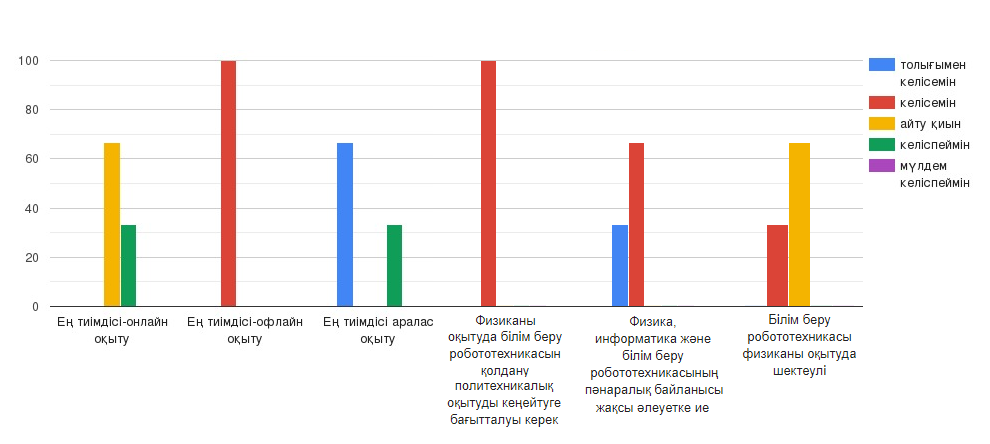 100
80
60
40
20
0
Ең тиімдісі-онлайн
оқыту
Ең тиімдісі-офлайн
оқыту
Ең тиімдісі аралас
оқыту
Физиканы
оқытуда білім беру
робототехникасын
қолдану
политехникалық
оқытуды кеңейтуге
бағытталуы керек
Физика,
информатика және
білім беру
робототехникасының
пәнаралық байланысы
жақсы әлеуетке ие
Білім беру
робототехникасы
физиканы оқытуда
шектеулі
толығымен
келісемін
келісемін
айту қиын
келіспеймін
мүлдем
келіспеймін